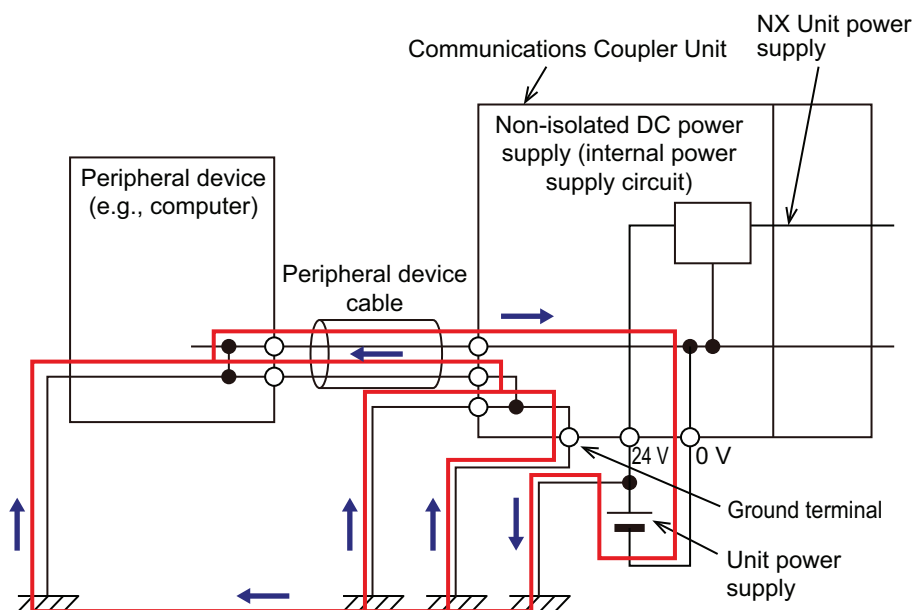 NX Unit power
supply
Communications Coupler Unit
Non-isolated DC power
supply (internal power
supply circuit)
Peripheral device
(e.g., computer)
Peripheral device
cable
24 V
0 V
Ground terminal
Unit power
supply